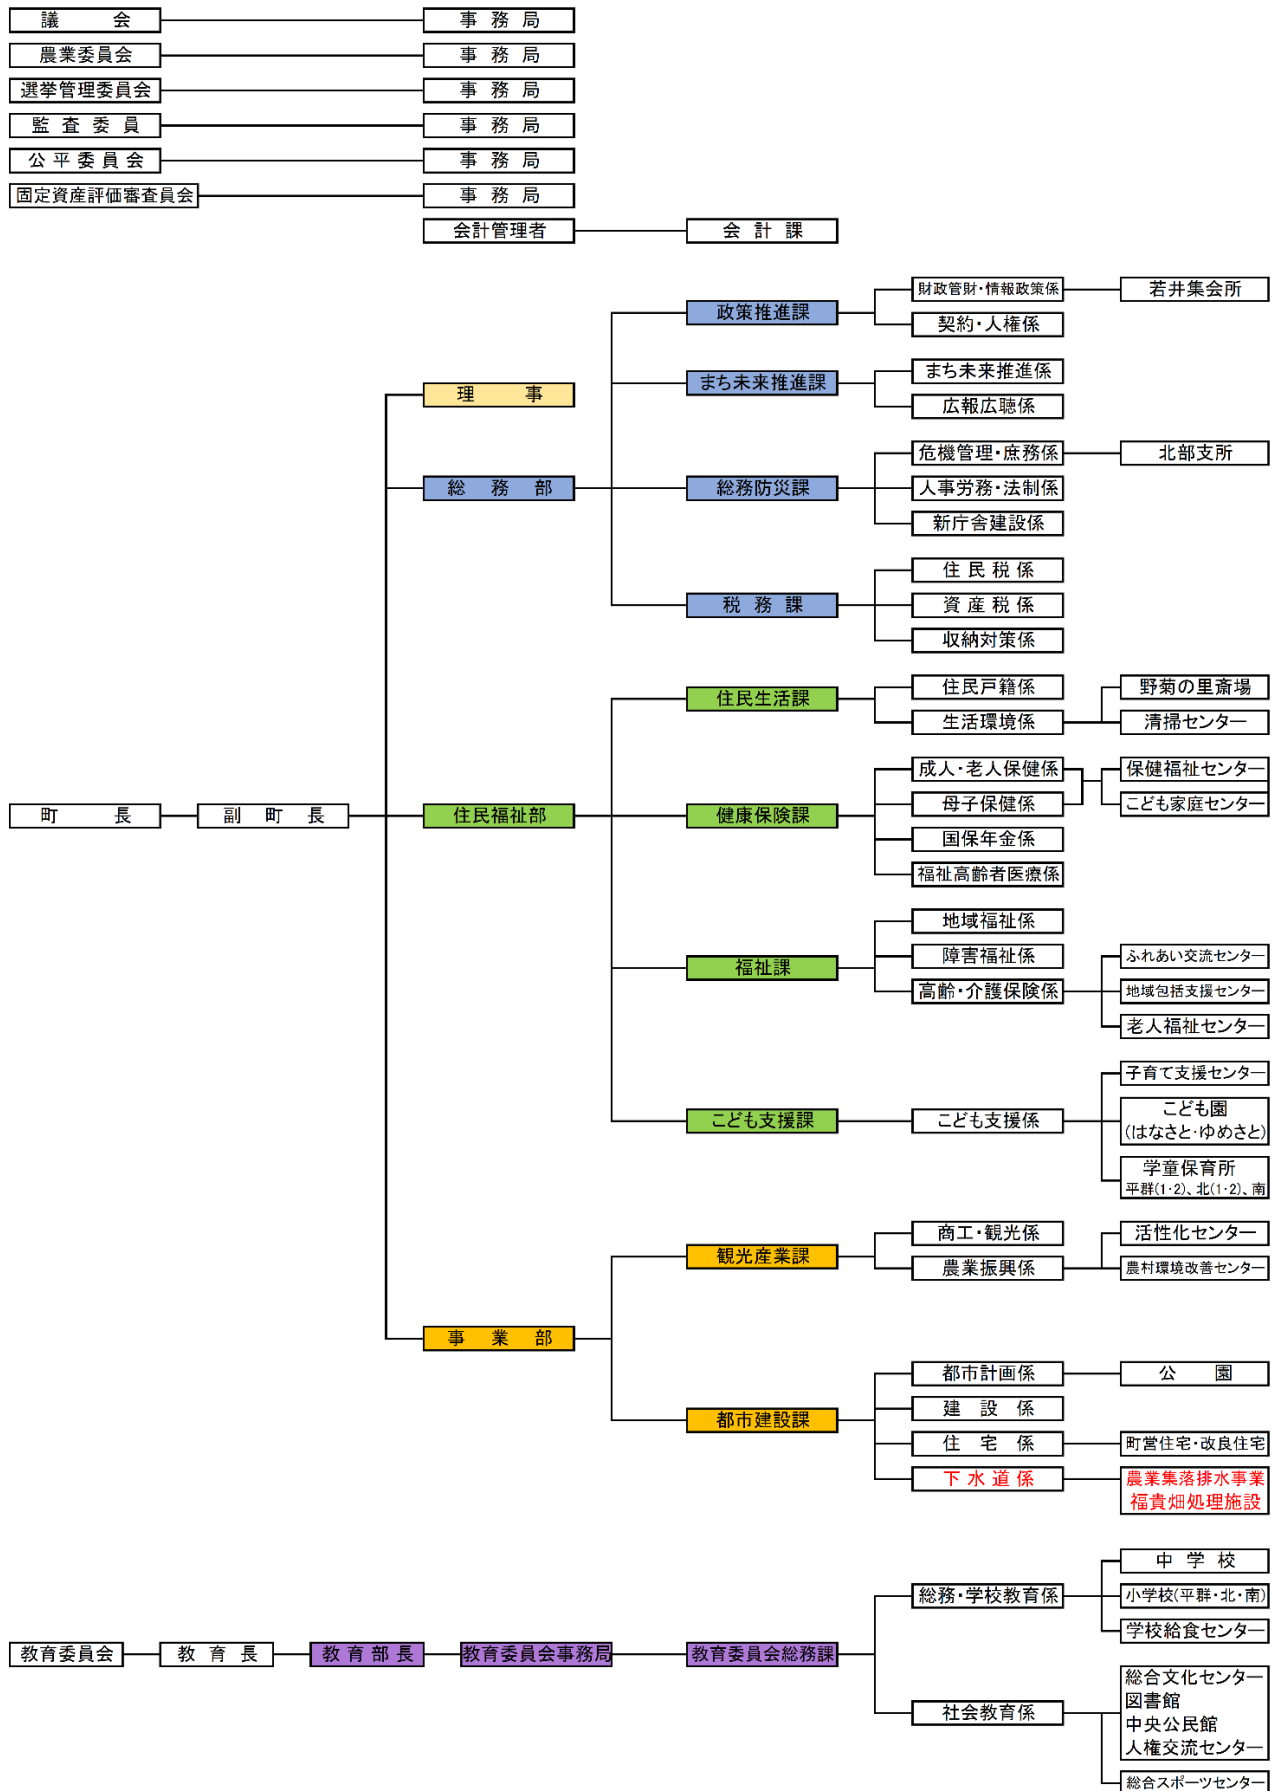 議会
事務局
農業委員会
事務局
選挙管理委員会
事務局
監査委員
事務局
公平委員会
事務局
固定資産評価審査員会
事務局
会計管理者
会計課
町長
副町長
理事
総務部
政策推進課
財政管財・情報政策係
若井集会所
契約・人権係
まち未来推進課
まち未来推進係
広報広聴係
総務防災課
危機管理・庶務係
北部支所
人事労務・法制係
新庁舎建設係
税務課
住民税係
資産税係
収納対策係
住民福祉部
住民生活課
住民戸籍係
生活環境係
野菊の里斎場
清掃センター
健康保険課
成人・老人保健係
母子保健係
保健福祉センター
こども家庭センター
国保年金係
福祉高齢者医療係
福祉課
地域福祉係
障害福祉係
高齢・介護保険係
ふれあい交流センター
地域包括支援センター
老人福祉センター
こども支援課
こども支援係
子育て支援センター
こども園
(はなさと・ゆめさと)
学童保育所
平群(1・2)、北(1・2)、南
事業部
観光産業課
商工・観光係
農業振興係
活性化センター
農村環境改善センター
都市建設課
都市計画係
公園
建設係
住宅係
町営住宅・改良住宅
下水道係
農業集落排水事業
福貴畑処理施設
教育委員会
教育長
教育部長
教育委員会事務局
教育委員会総務課
総務・学校教育係
中学校
小学校(平群・北・南)
学校給食センター
社会教育係
総合文化センター
図書館
中央公民館
人権交流センター
総合スポーツセンター